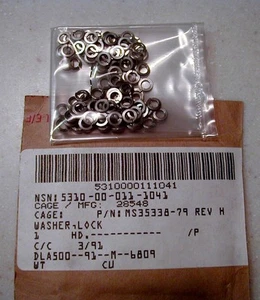 5310000111041
NSN: 5310-00-011-1041
CAGE / MFG: 28548
CAGE: P/N: MS35338-79 REV H
WASHER, LOCK
1 HD.----------- /P
C/C 3/91
DLA500--91--M--6809
WT CU